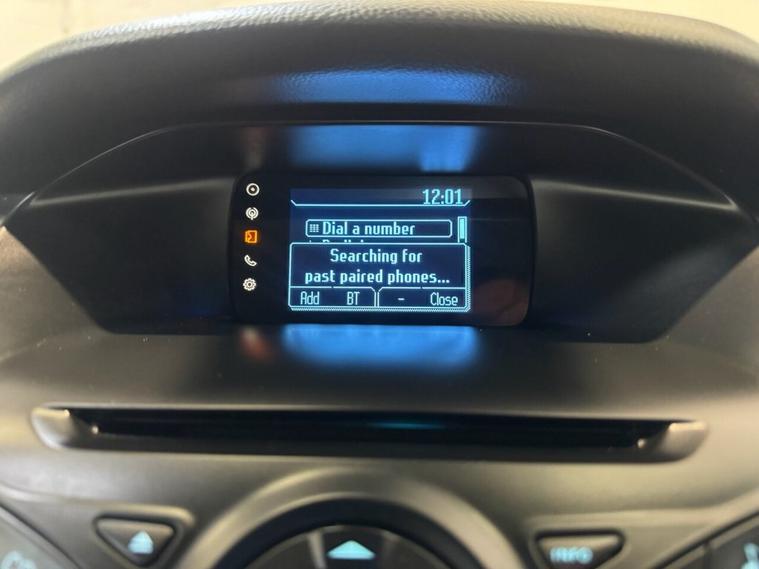 12:01
Dial a number
Searching for
past paired phones...
Add BT - Close
INFO